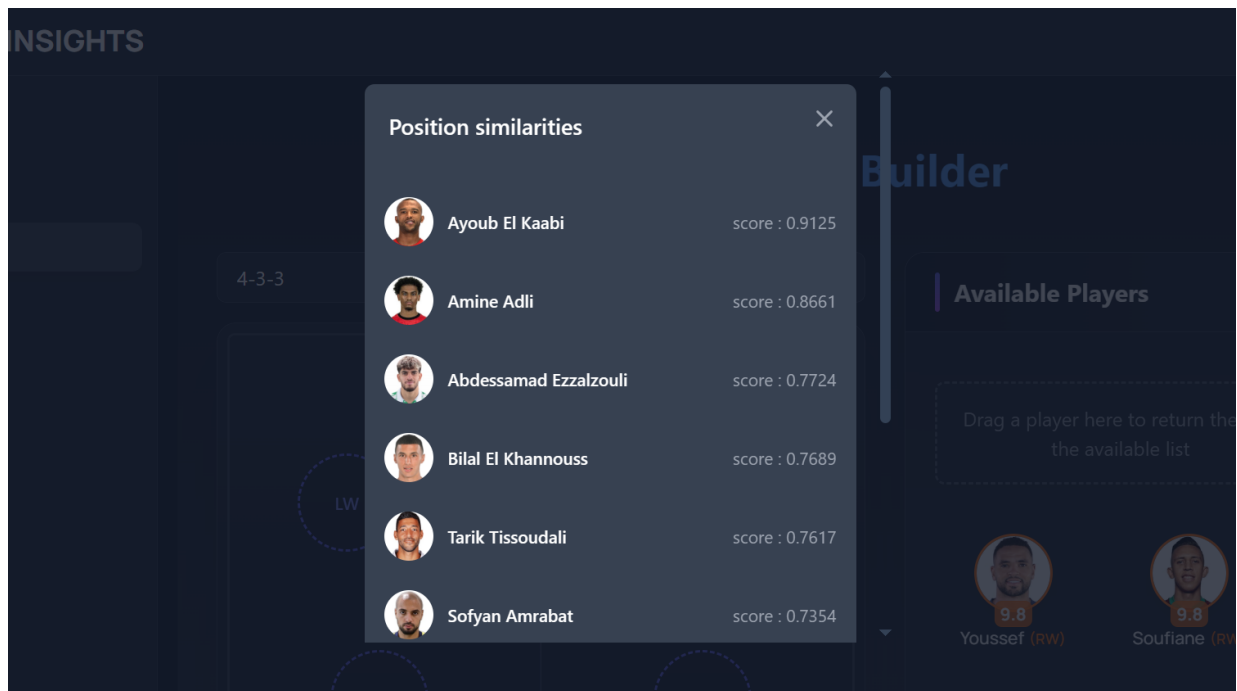 INSIGHTS
Builder
4-3-3
Position similarities
Ayoub El Kaabi score : 0.9125
Amine Adli score : 0.8661
Abdessamad Ezzalzouli score : 0.7724
Bilal El Khannouss score : 0.7689
Tarik Tissoudali score : 0.7617
Sofyan Amrabat score : 0.7354
LW
Available Players
Drag a player here to return the
the available list
9.8
Youssef (RW)
9.8
Soufiane (RW